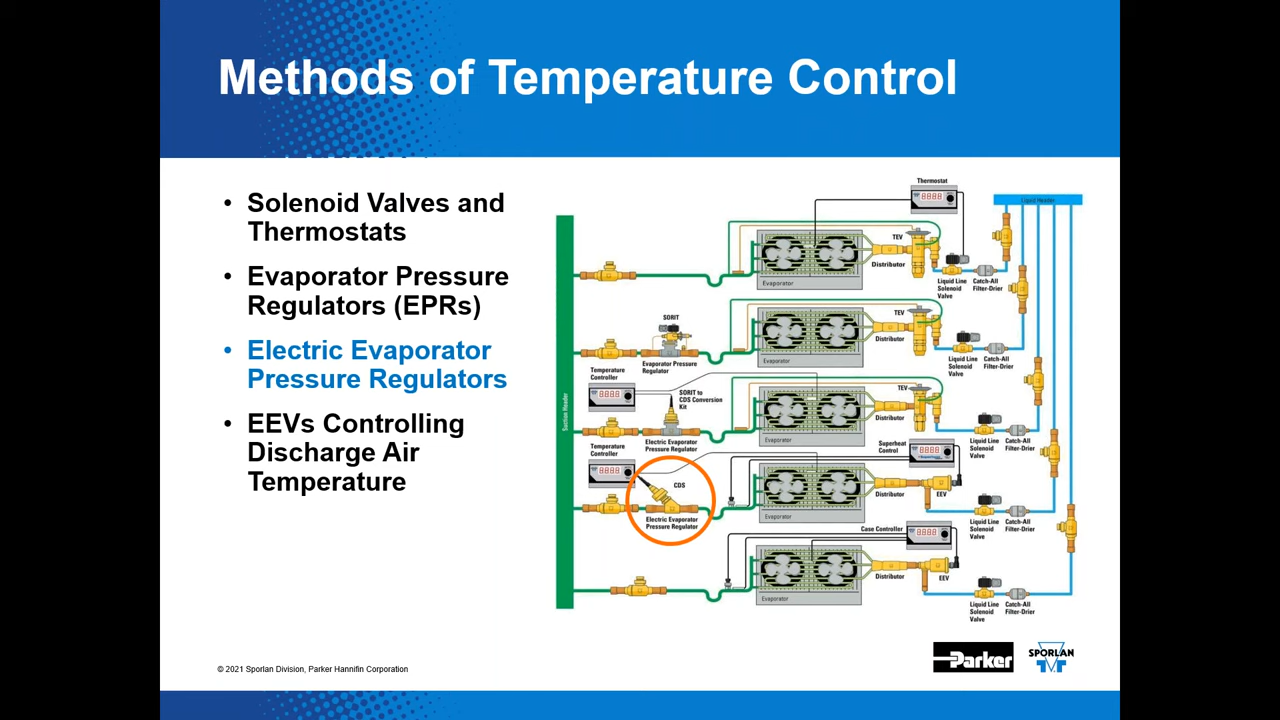 Methods of Temperature Control
• Solenoid Valves and
Thermostats
• Evaporator Pressure
Regulators (EPRs)
• Electric Evaporator
Pressure Regulators
• EEVs Controlling
Discharge Air
Temperature
Thermostat
Liquid Header
TEV
Distributor
Evaporator
Liquid Line
Solenoid
Valve
Catch-All
Filter-Drier
SORIT
TEV
Distributor
Evaporator
Evaporator Pressure
Regulator
Liquid Line
Solenoid
Valve
Catch-All
Filter-Drier
Temperature
Controller
SORIT to
CDS Conversion
Kit
TEV
Distributor
Evaporator
Suction Header
Electric Evaporator
Pressure Regulator
Liquid Line
Solenoid
Valve
Catch-All
Filter-Drier
Temperature
Controller
Superheat
Control
CDS
Distributor
EEV
Evaporator
Electric Evaporator
Pressure Regulator
Liquid Line
Solenoid
Valve
Catch-All
Filter-Drier
Case Controller
Distributor
EEV
Evaporator
Liquid Line
Solenoid
Valve
Catch-All
Filter-Drier
© 2021 Sporlan Division, Parker Hannifin Corporation
Parker
SPORLAN